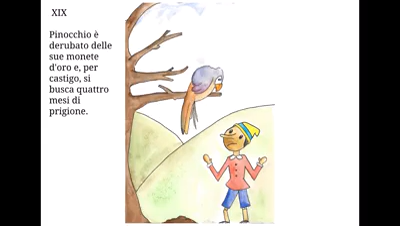 XIX
Pinocchio è
derubato delle
sue monete
d'oro e, per
castigo, si
busca quattro
mesi di
prigione.